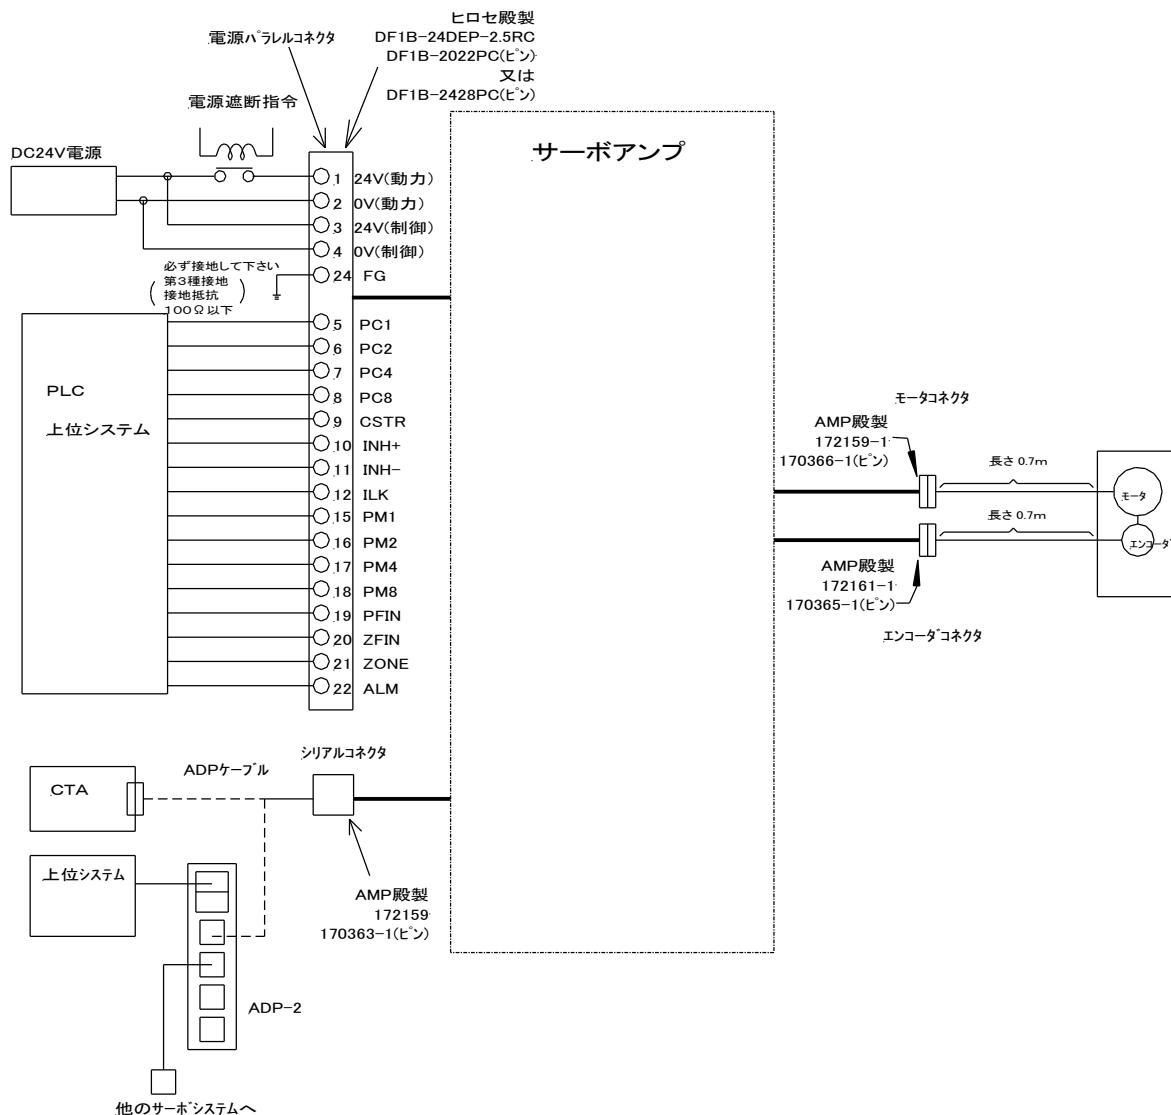 ヒロセ殿製
DF1B-24DEP-2.5RC
DF1B-2022PC(ピン)
又は
DF1B-2428PC(ピン)
電源パラレルコネクタ
電源遮断指令
DC24V電源
サーボアンプ
1 24V(動力)
2 0V(動力)
3 24V(制御)
4 0V(制御)
24 FG
必ず接地して下さい
(第3種接地
接地抵抗
100Ω以下)
PLC
上位システム
5 PC1
6 PC2
7 PC4
8 PC8
9 CSTR
10 INH+
11 INH-
12 ILK
15 PM1
16 PM2
17 PM4
18 PM8
19 PFIN
20 ZFIN
21 ZONE
22 ALM
モータコネクタ
AMP殿製
172159-1
170366-1(ピン)
長さ 0.7m
モータ
長さ 0.7m
エンコーダ
AMP殿製
172161-1
170365-1(ピン)
エンコーダコネクタ
シリアルコネクタ
ADPケーブル
CTA
上位システム
AMP殿製
172159
170363-1(ピン)
ADP-2
他のサーボシステムへ